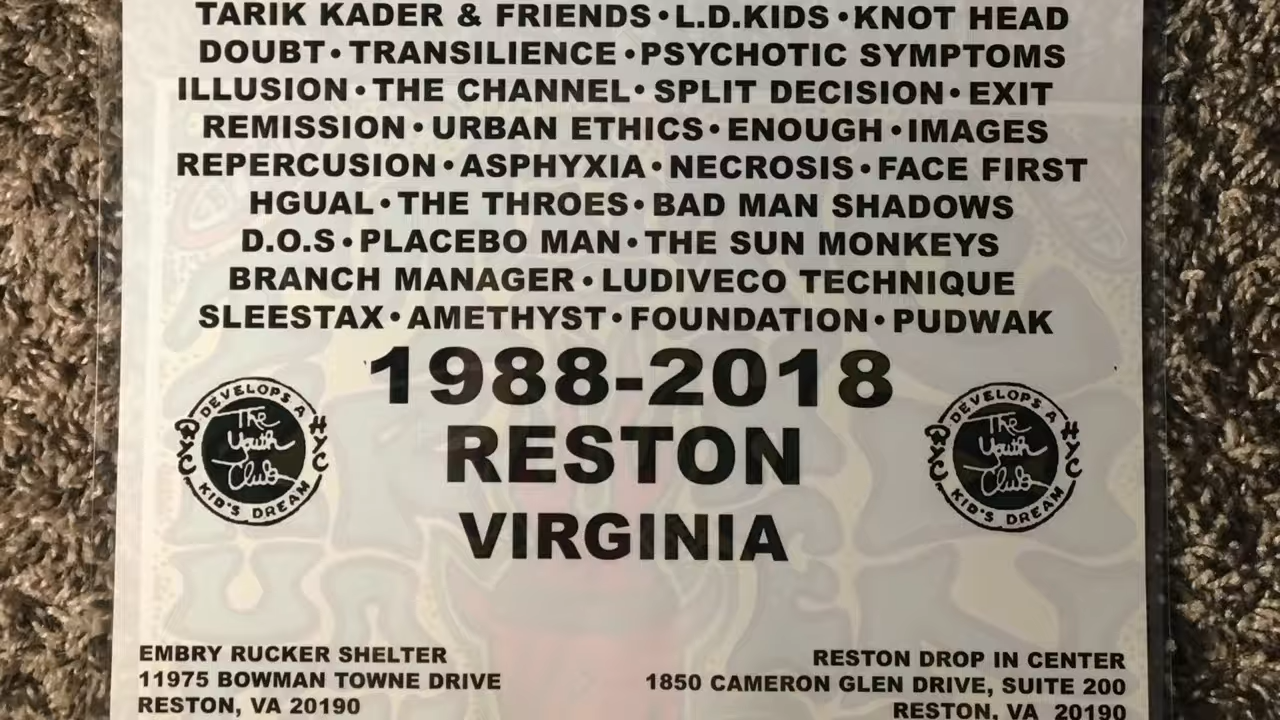 TARIK KADER & FRIENDS•L.D.KIDS•KNOT HEAD
DOUBT•TRANSILIENCE•PSYCHOTIC SYMPTOMS
ILLUSION•THE CHANNEL•SPLIT DECISION•EXIT
REMISSION•URBAN ETHICS•ENOUGH•IMAGES
REPERCUSION•ASPHYXIA•NECROSIS•FACE FIRST
HGUAL•THE THROES•BAD MAN SHADOWS
D.O.S•PLACEBO MAN•THE SUN MONKEYS
BRANCH MANAGER•LUDIVECO TECHNIQUE
SLEESTAX•AMETHYST•FOUNDATION•PUDWAK
1988-2018
RESTON
VIRGINIA
DEVELOPS A
The
Youth
Club
KID'S DREAM
HYC
DEVELOPS A
The
Youth
Club
KID'S DREAM
HYC
EMBRY RUCKER SHELTER
11975 BOWMAN TOWNE DRIVE
RESTON, VA 20190
RESTON DROP IN CENTER
1850 CAMERON GLEN DRIVE, SUITE 200
RESTON, VA 20190